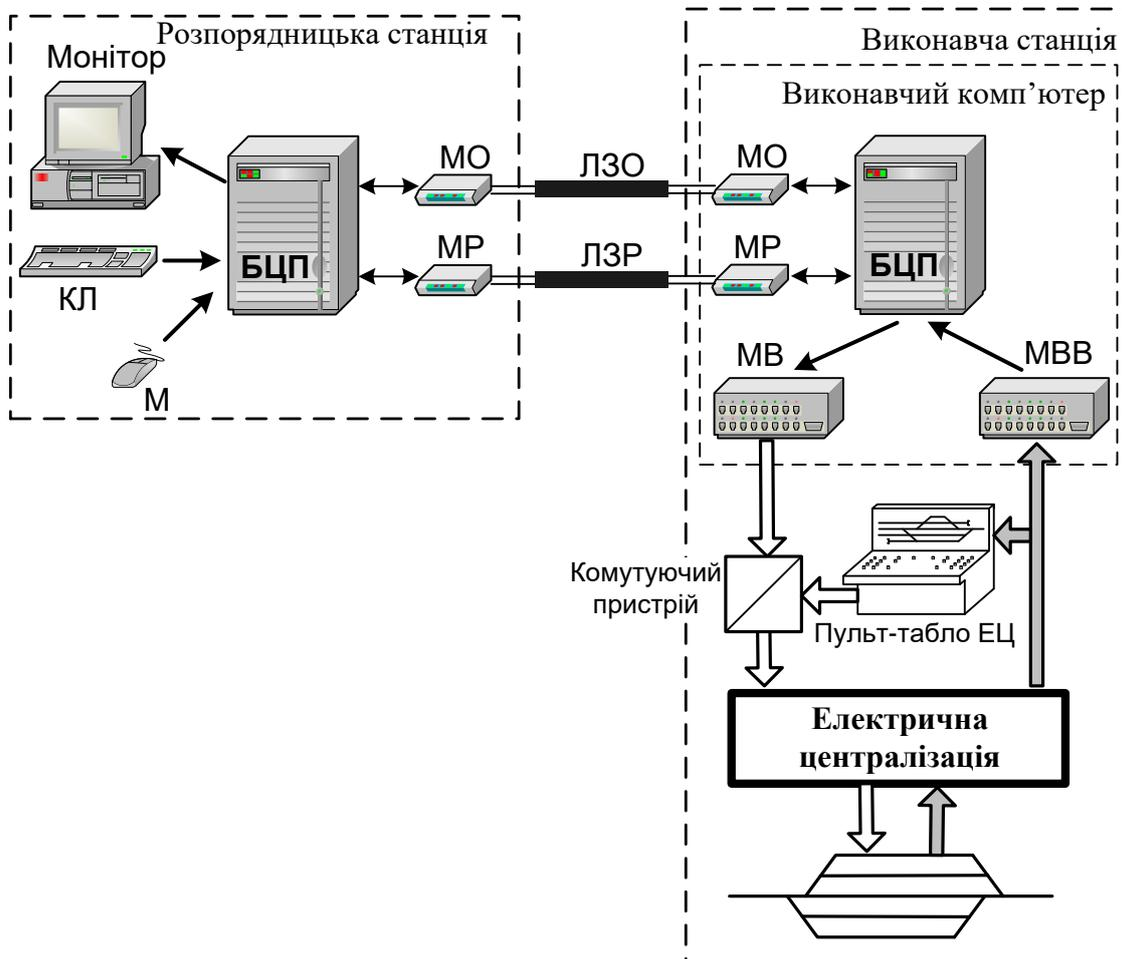 Розпорядницька станція
Монітор
БЦП
КЛ
М
МО
МР
ЛЗО
ЛЗР
Виконавча станція
Виконавчий комп’ютер
МО
МР
БЦП
МВ
МВВ
Комутуючий
пристрій
Пульт-табло ЕЦ
Електрична
централізація